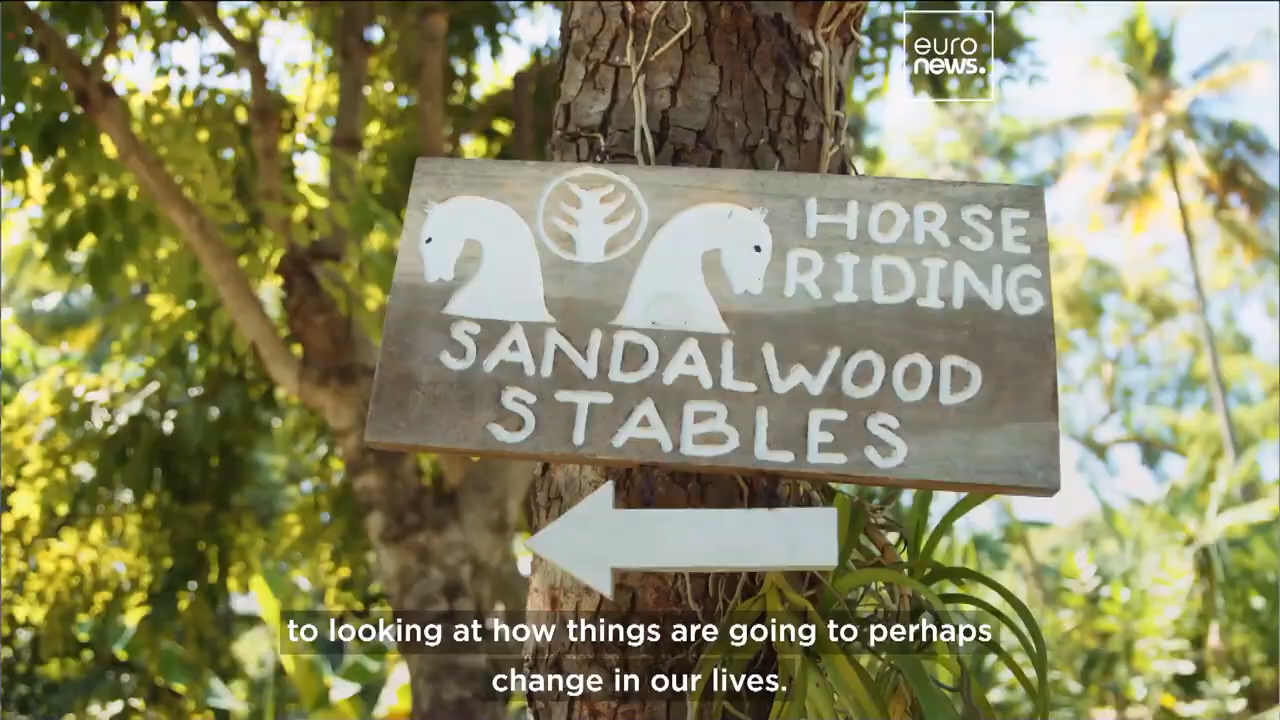 euro
news.
HORSE
RIDING
SANDALWOOD
STABLES
to looking at how things are going to perhaps
change in our lives.